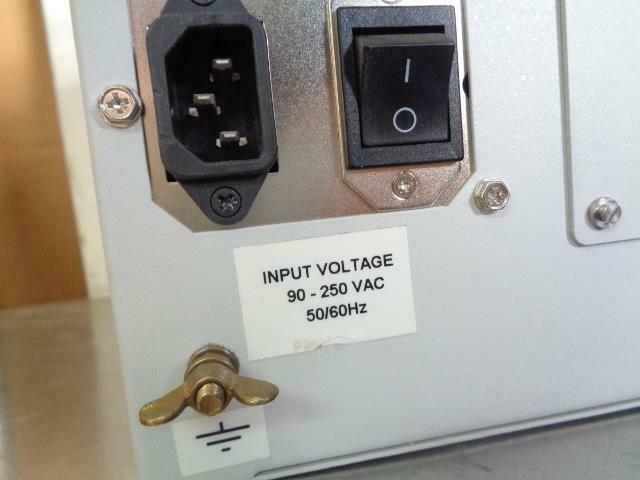 INPUT VOLTAGE
90 - 250 VAC
50/60Hz